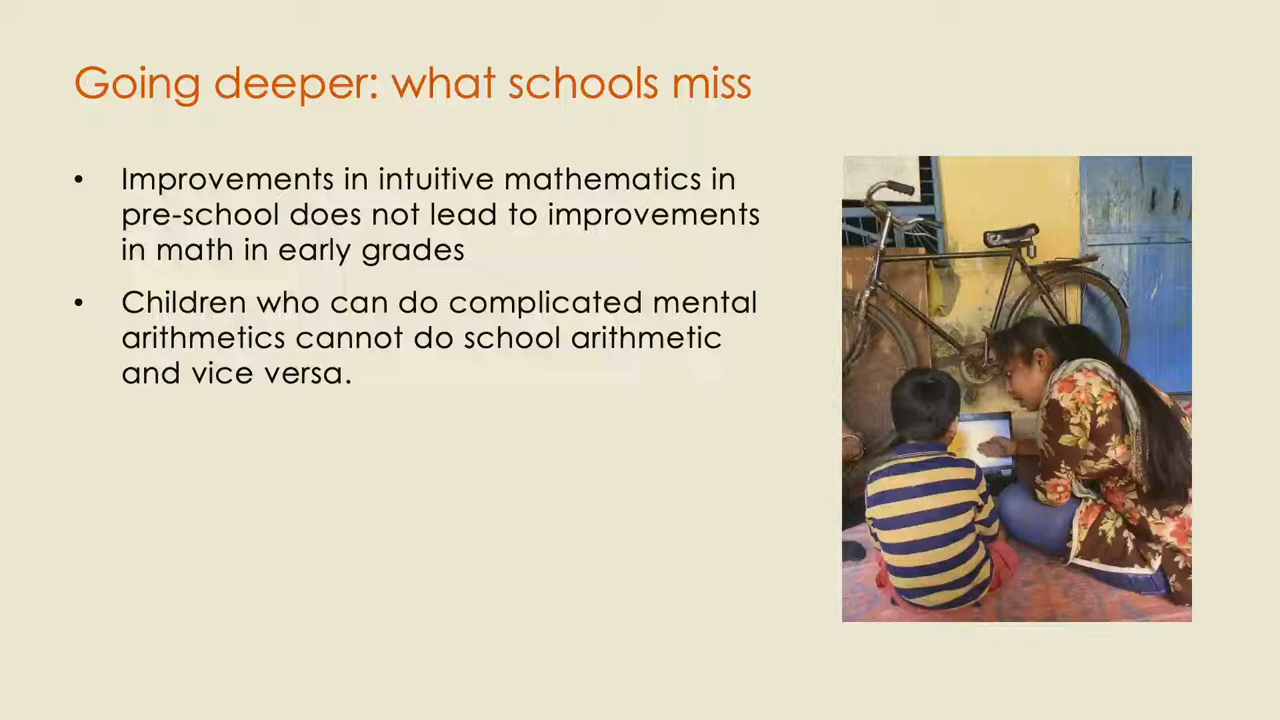 Going deeper: what schools miss
• Improvements in intuitive mathematics in
pre-school does not lead to improvements
in math in early grades
• Children who can do complicated mental
arithmetics cannot do school arithmetic
and vice versa.